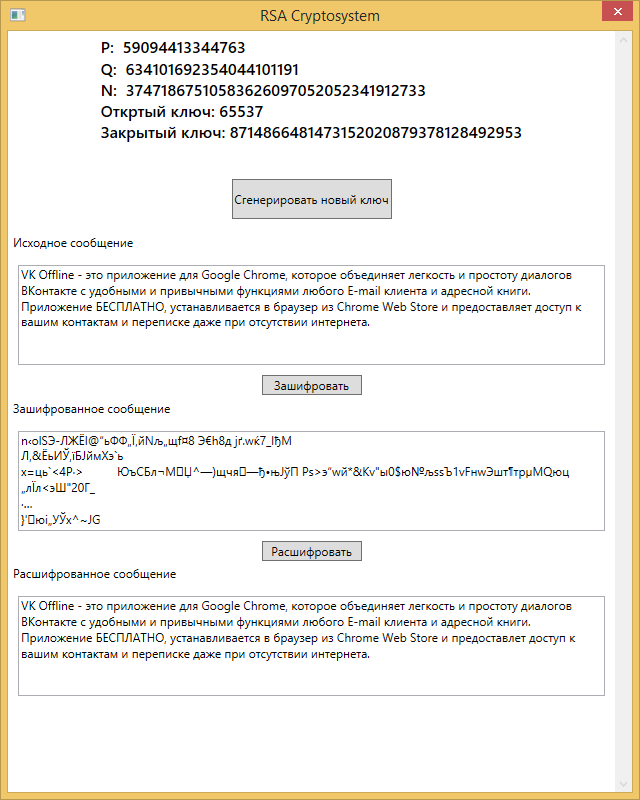 RSA Cryptosystem
P: 59094413344763
Q: 634101692354044101191
N: 37471867510583626097052052341912733
Откртый ключ: 65537
Закрытый ключ: 8714866481473152020879378128492953
Сгенерировать новый ключ
Исходное сообщение
VK Offline - это приложение для Google Chrome, которое объединяет легкость и простоту диалогов
ВКонтакте с удобными и привычными функциями любого E-mail клиента и адресной книги.
Приложение БЕСПЛАТНО, устанавливается в браузер из Chrome Web Store и предоставляет доступ к
вашим контактам и переписке даже при отсутствии интернета.
Зашифровать
Зашифрованное сообщение
Расшифровать
Расшифрованное сообщение
VK Offline - это приложение для Google Chrome, которое объединяет легкость и простоту диалогов
ВКонтакте с удобными и привычными функциями любого E-mail клиента и адресной книги.
Приложение БЕСПЛАТНО, устанавливается в браузер из Chrome Web Store и предоставлет доступ к
вашим контактам и переписке даже при отсутствии интернета.